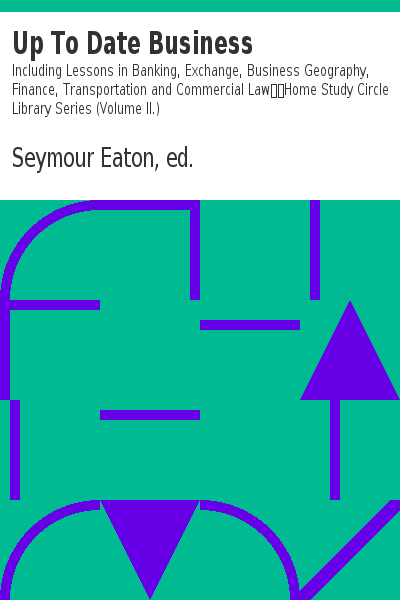 Up To Date Business
Including Lessons in Banking, Exchange, Business Geography,
Finance, Transportation and Commercial Law▯▯Home Study Circle
Library Series (Volume II.)
Seymour Eaton, ed.